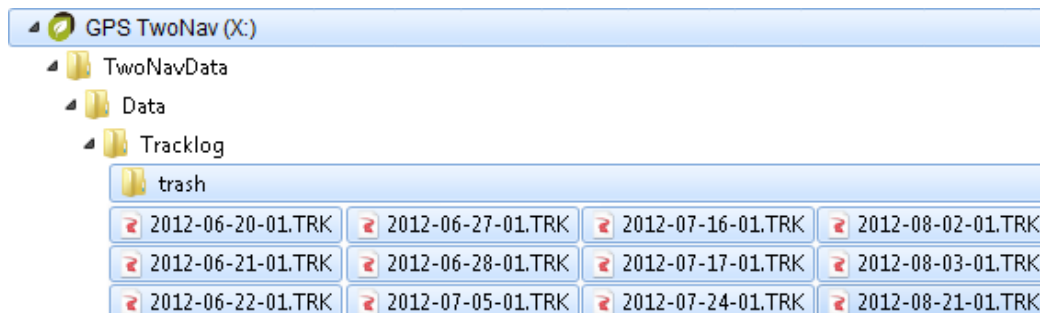 GPS TwoNav (X:)
TwoNavData
Data
Tracklog
trash
2012-06-20-01.TRK 2012-06-27-01.TRK 2012-07-16-01.TRK 2012-08-02-01.TRK
2012-06-21-01.TRK 2012-06-28-01.TRK 2012-07-17-01.TRK 2012-08-03-01.TRK
2012-06-22-01.TRK 2012-07-05-01.TRK 2012-07-24-01.TRK 2012-08-21-01.TRK